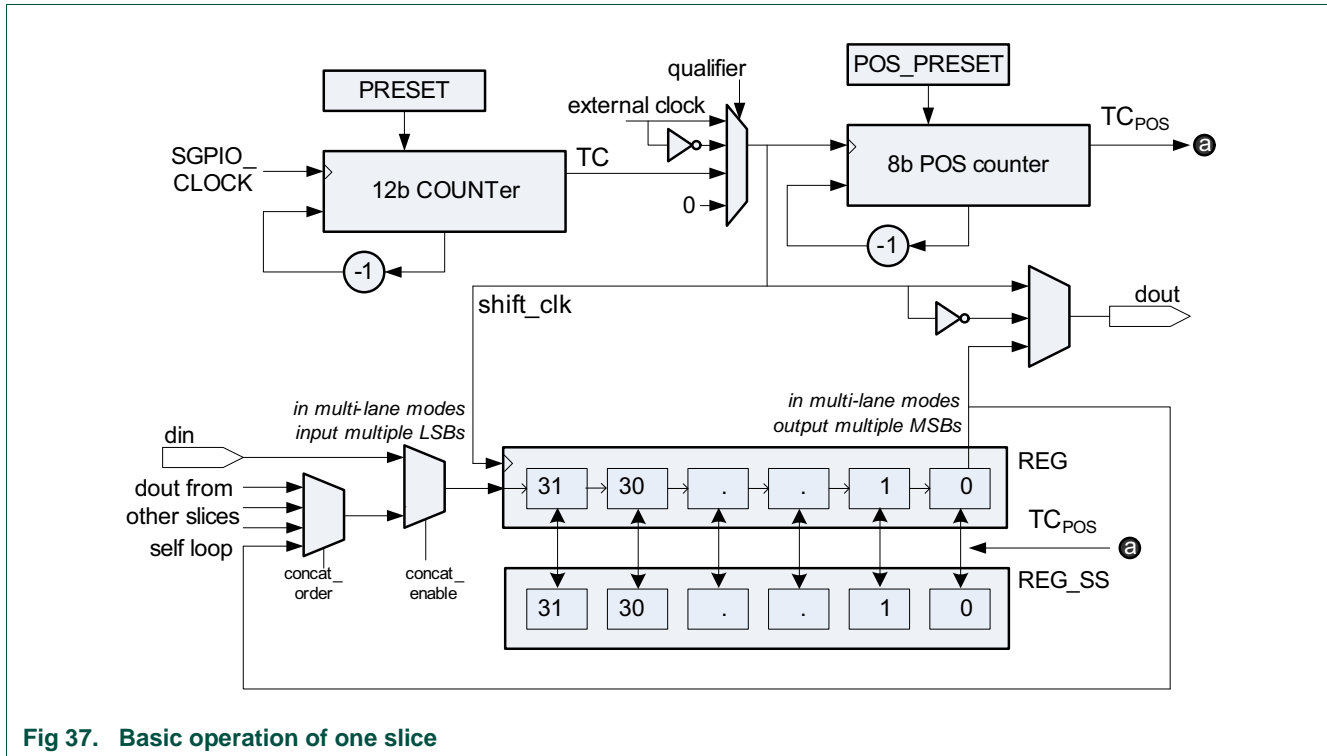 qualifier
POS_PRESET
PRESET
external clock
TC_POS
SGPIO_
CLOCK
TC
a
12b COUNTer
8b POS counter
0
-1
-1
shift_clk
dout
in multi-lane modes
input multiple LSBs
in multi-lane modes
output multiple MSBs
din
REG
dout from
other slices
self loop
31 30 . . 1 0
TC_POS
a
concat_
order
concat_
enable
REG_SS
31 30 . . 1 0
Fig 37. Basic operation of one slice